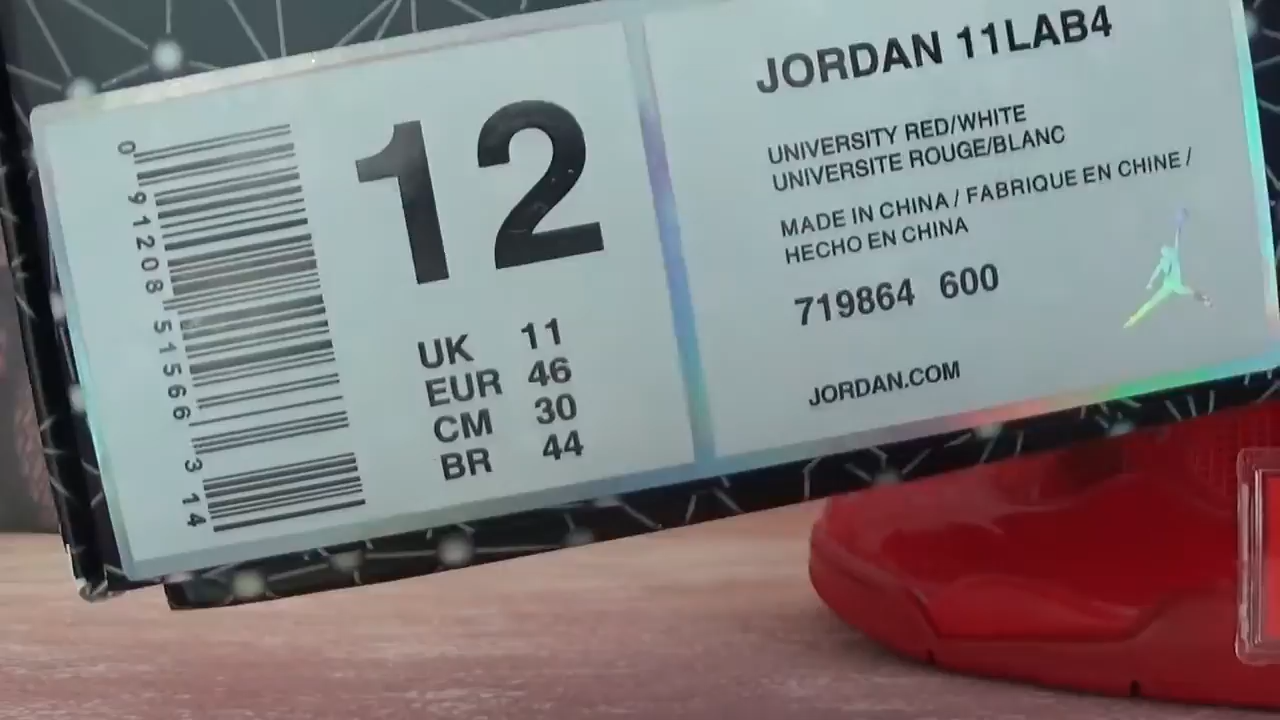 0 91208 51566 3 14
12
UK 11
EUR 46
CM 30
BR 44
JORDAN 11LAB4
UNIVERSITY RED/WHITE
UNIVERSITE ROUGE/BLANC
MADE IN CHINA / FABRIQUE EN CHINE /
HECHO EN CHINA
719864 600
JORDAN.COM